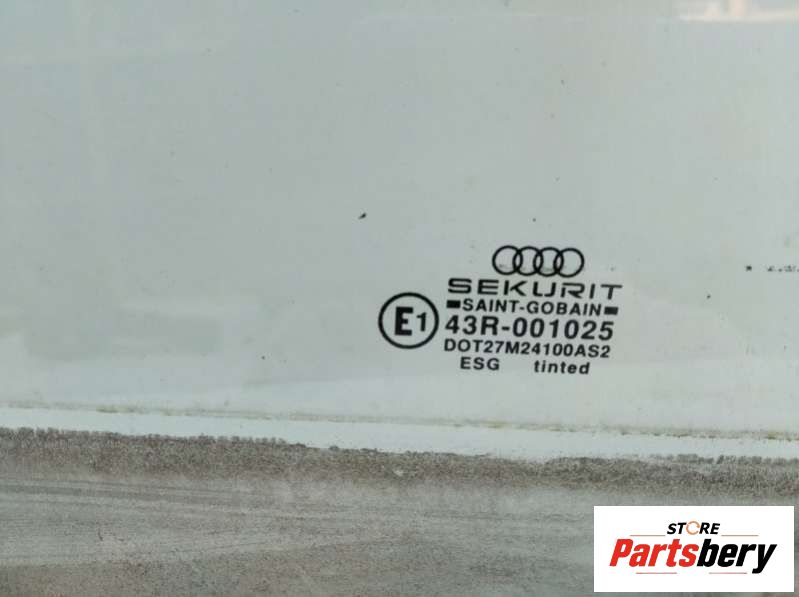 SEKURIT
SAINT-GOBAIN
E1
43R-001025
DOT27M24100AS2
ESG tinted
STORE
Partsbery